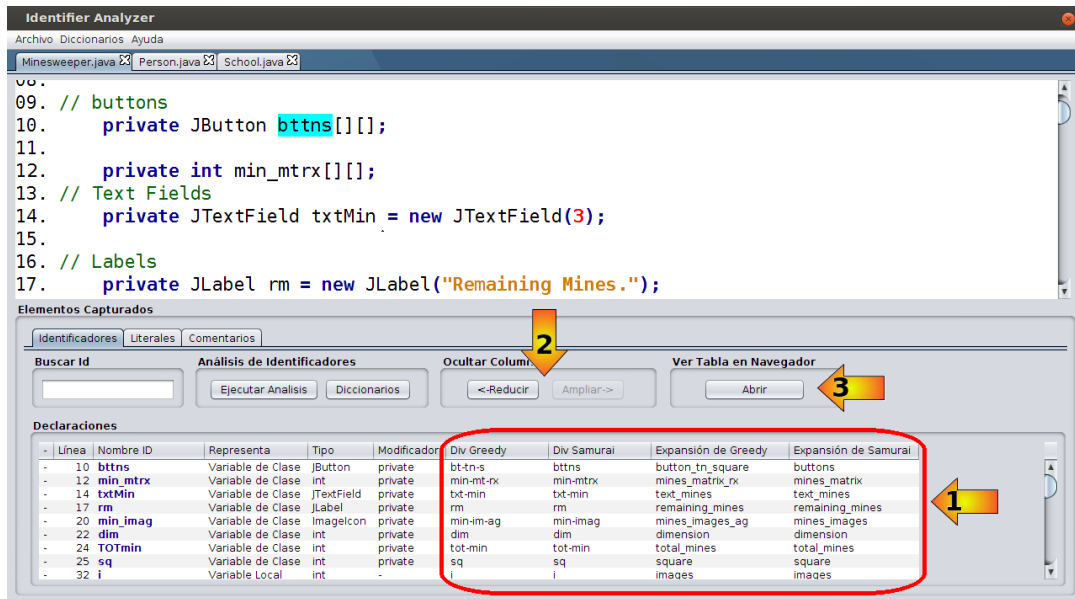 Identifier Analyzer
Archivo Diccionarios Ayuda
Minesweeper.java Person.java School.java
08.
09. // buttons
10. private JButton bttns[][];
11.
12. private int min_mtrx[][];
13. // Text Fields
14. private JTextField txtMin = new JTextField(3);
15.
16. // Labels
17. private JLabel rm = new JLabel("Remaining Mines.");
Elementos Capturados
Identificadores Literales Comentarios
2
Buscar Id Análisis de Identificadores Ocultar Ver Tabla en Navegador
Ejecutar Analisis Diccionarios <-Reducir Ampliar-> Abrir 3
Declaraciones
- Línea Nombre ID Representa Tipo Modificador Div Greedy Div Samurai Expansión de Greedy Expansión de Samurai
- 10 bttns Variable de Clase JButton private bt-tn-s bttns button_tn_square buttons
- 12 min_mtrx Variable de Clase int private min-mt-rx min-mtrx mines_matrix_rx mines_matrix
- 14 txtMin Variable de Clase JTextField private txt-min txt-min text_mines text_mines
- 17 rm Variable de Clase JLabel private rm rm remaining_mines remaining_mines
1
- 20 min_imag Variable de Clase ImageIcon private min-im-ag min-imag mines_images_ag mines_images
- 22 dim Variable de Clase int private dim dim dimension dimension
- 24 TOTmin Variable de Clase int private tot-min tot-min total_mines total_mines
- 25 sq Variable de Clase int private sq sq square square
- 32 i Variable Local int - i i images images